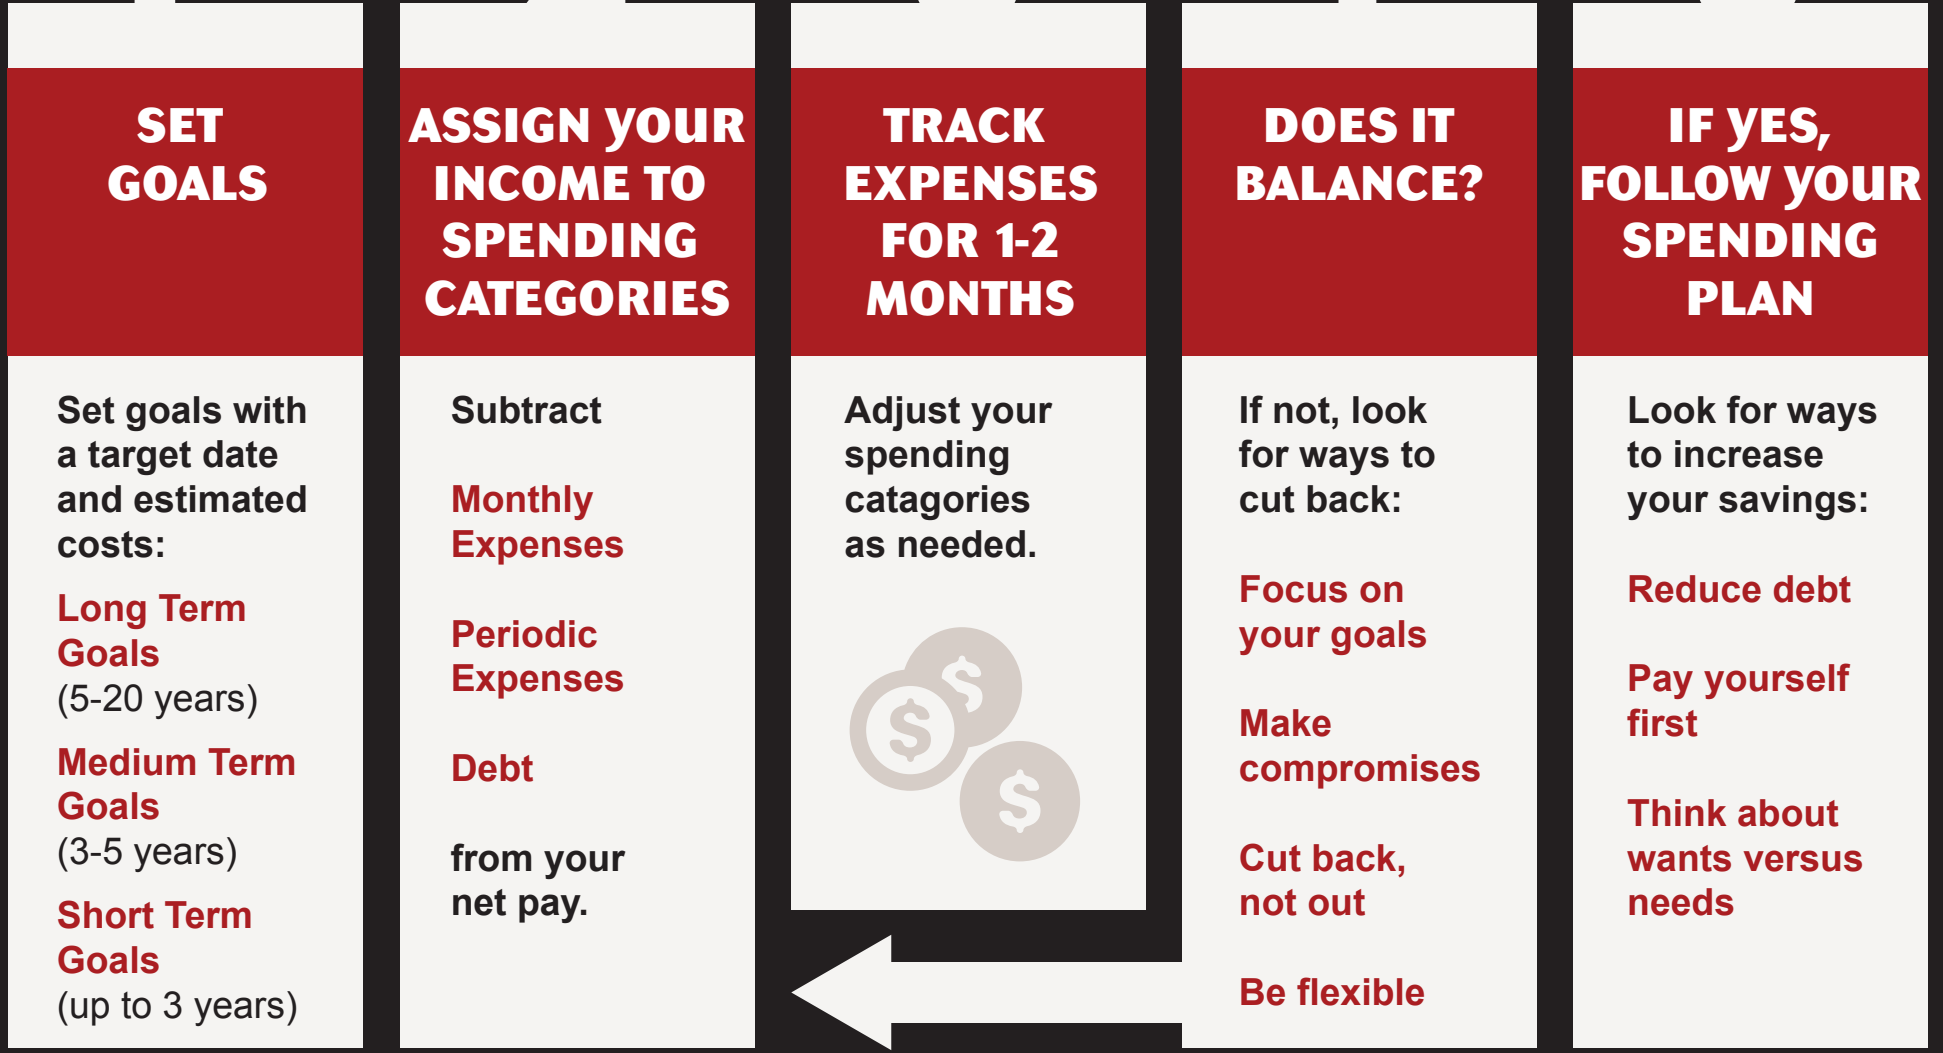 SET
GOALS
Set goals with
a target date
and estimated
costs:
Long Term
Goals
(5-20 years)
Medium Term
Goals
(3-5 years)
Short Term
Goals
(up to 3 years)
ASSIGN YOUR
INCOME TO
SPENDING
CATEGORIES
Subtract
Monthly
Expenses
Periodic
Expenses
Debt
from your
net pay.
TRACK
EXPENSES
FOR 1-2
MONTHS
Adjust your
spending
catagories
as needed.
$
$
$
DOES IT
BALANCE?
If not, look
for ways to
cut back:
Focus on
your goals
Make
compromises
Cut back,
not out
Be flexible
IF YES,
FOLLOW YOUR
SPENDING
PLAN
Look for ways
to increase
your savings:
Reduce debt
Pay yourself
first
Think about
wants versus
needs